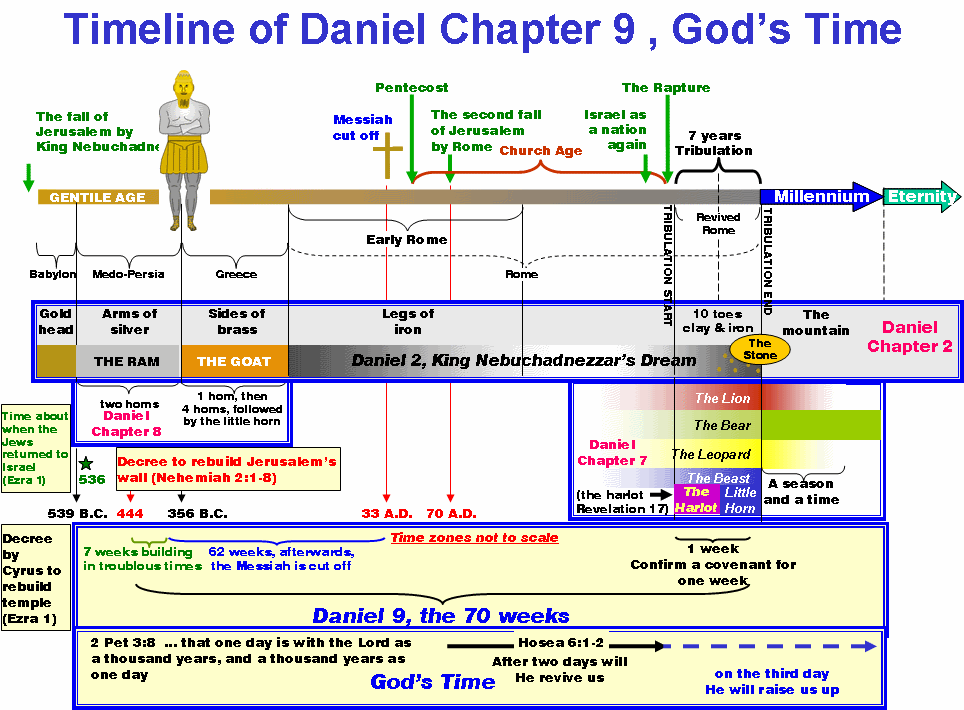 Timeline of Daniel Chapter 9 , God's Time
Pentecost
The Rapture
The fall of
Jerusalem by
King Nebuchadne
Messiah
cut off
The second fall
of Jerusalem
by Rome
Church Age
Israel as
a nation
again
7 years
Tribulation
GENTILE AGE
Millennium
Eternity
Early Rome
Revived
Rome
TRIBULATION START
TRIBULATION END
Babylon
Medo-Persia
Greece
Rome
Gold
head
Arms of
silver
Sides of
brass
Legs of
iron
10 toes
clay & iron
The
mountain
Daniel
Chapter 2
The
Stone
THE RAM
THE GOAT
Daniel 2, King Nebuchadnezzar's Dream
two horns
Daniel
Chapter 8
1 horn, then
4 horns, followed
by the little horn
The Lion
The Bear
The Leopard
The Beast
Daniel
Chapter 7
(the harlot
Revelation 17)
The
Harlot
Little
Horn
A season
and a time
Time about
when the
Jews
returned to
Israel
(Ezra 1)
536
Decree to rebuild Jerusalem's
wall (Nehemiah 2:1-8)
539 B.C.
444
356 B.C.
33 A.D.
70 A.D.
Decree
by
Cyrus to
rebuild
temple
(Ezra 1)
Time zones not to scale
7 weeks building
in troublous times
62 weeks, afterwards,
the Messiah is cut off
1 week
Confirm a covenant for
one week
Daniel 9, the 70 weeks
2 Pet 3:8 ... that one day is with the Lord as
a thousand years, and a thousand years as
one day
God's Time
Hosea 6:1-2
After two days will
He revive us
on the third day
He will raise us up